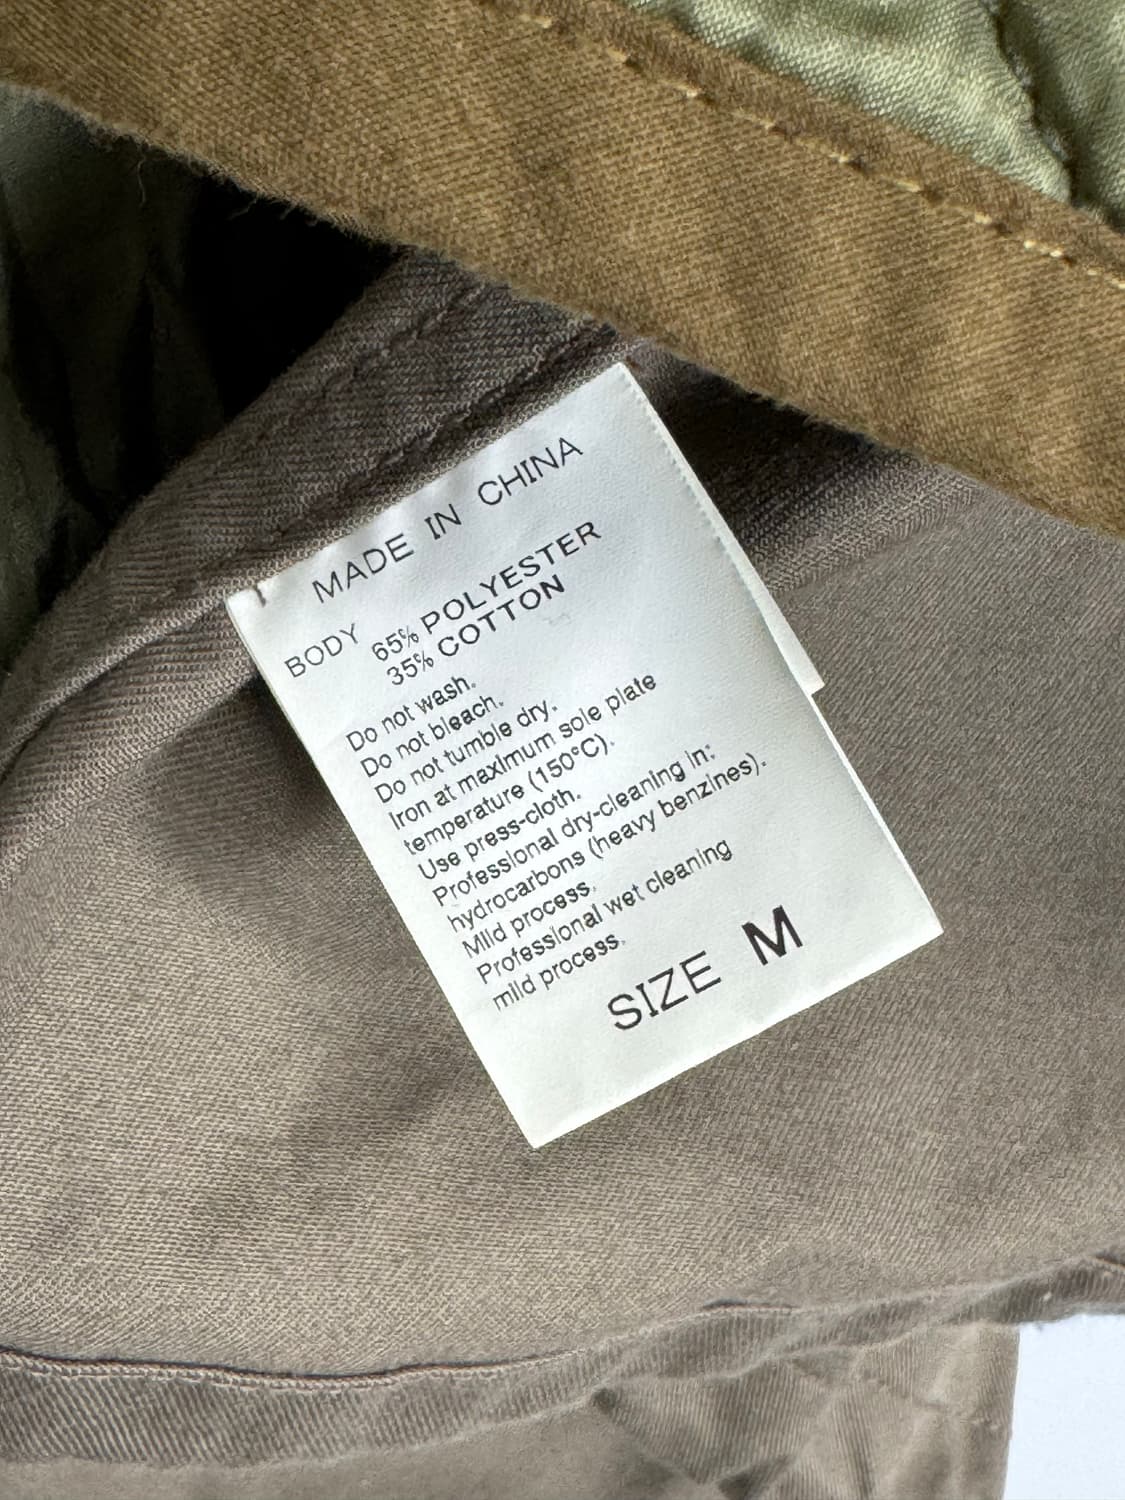 MADE IN CHINA
BODY 65% POLYESTER
35% COTTON
Do not wash.
Do not bleach.
Do not tumble dry.
Iron at maximum sole plate
temperature (150°C).
Use press-cloth.
Professional dry-cleaning in:
hydrocarbons (heavy benzines).
Mild process.
Professional wet cleaning
mild process.
SIZE M